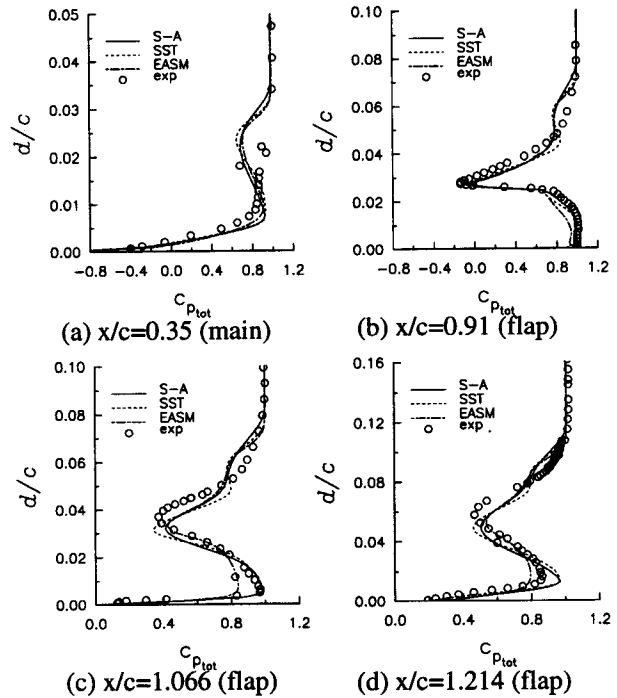 0.05
0.04
0.03
0.02
0.01
0.00
d/c
S-A
SST
EASM
exp
-0.8 -0.4 0.0 0.4 0.8 1.2
C_p_tot
(a) x/c=0.35 (main)
0.10
0.08
0.06
0.04
0.02
0.00
d/c
S-A
SST
EASM
exp
-0.8 -0.4 0.0 0.4 0.8 1.2
C_p_tot
(b) x/c=0.91 (flap)
0.10
0.08
0.06
0.04
0.02
0.00
d/c
S-A
SST
EASM
exp
0.0 0.4 0.8 1.2
C_p_tot
(c) x/c=1.066 (flap)
0.16
0.12
0.08
0.04
0.00
d/c
S-A
SST
EASM
exp
0.0 0.4 0.8 1.2
C_p_tot
(d) x/c=1.214 (flap)